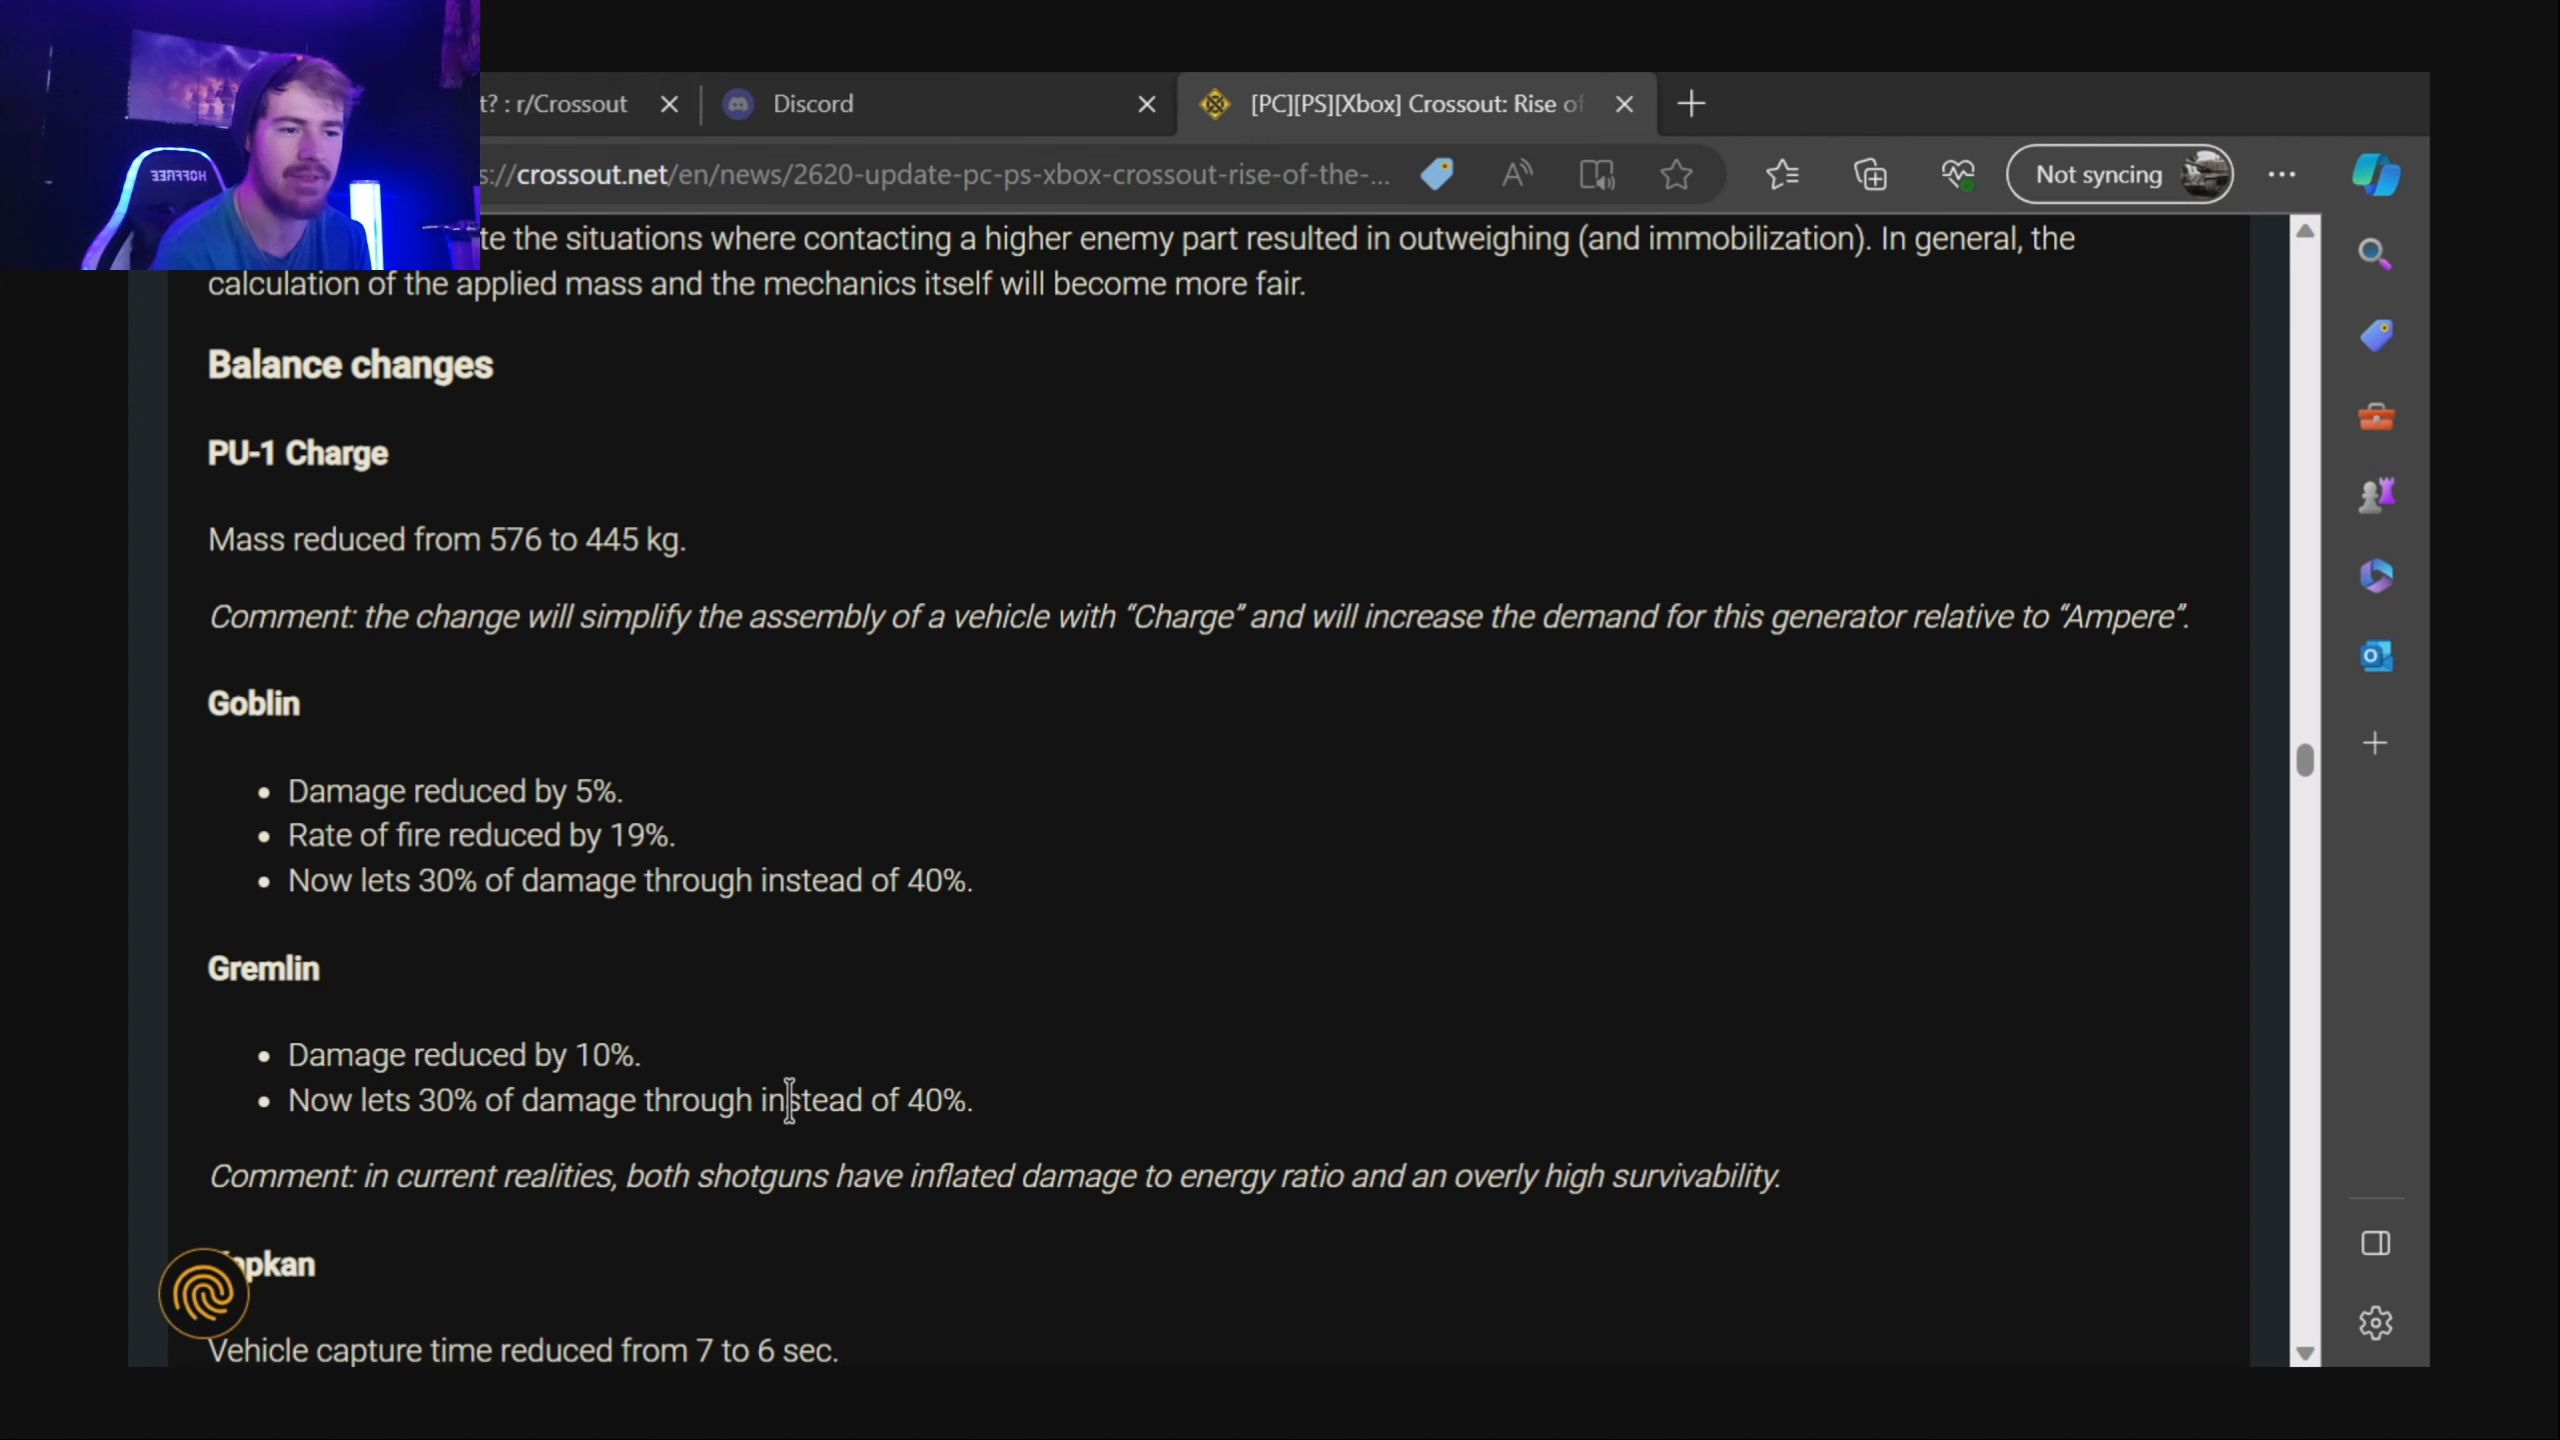 t? : r/Crossout
Discord
[PC][PS][Xbox] Crossout: Rise of
s://crossout.net/en/news/2620-update-pc-ps-xbox-crossout-rise-of-the-...
Not syncing
HOFFREE
te the situations where contacting a higher enemy part resulted in outweighing (and immobilization). In general, the
calculation of the applied mass and the mechanics itself will become more fair.
Balance changes
PU-1 Charge
Mass reduced from 576 to 445 kg.
Comment: the change will simplify the assembly of a vehicle with “Charge” and will increase the demand for this generator relative to “Ampere”.
Goblin
• Damage reduced by 5%.
• Rate of fire reduced by 19%.
• Now lets 30% of damage through instead of 40%.
Gremlin
• Damage reduced by 10%.
• Now lets 30% of damage through instead of 40%.
Comment: in current realities, both shotguns have inflated damage to energy ratio and an overly high survivability.
apkan
Vehicle capture time reduced from 7 to 6 sec.